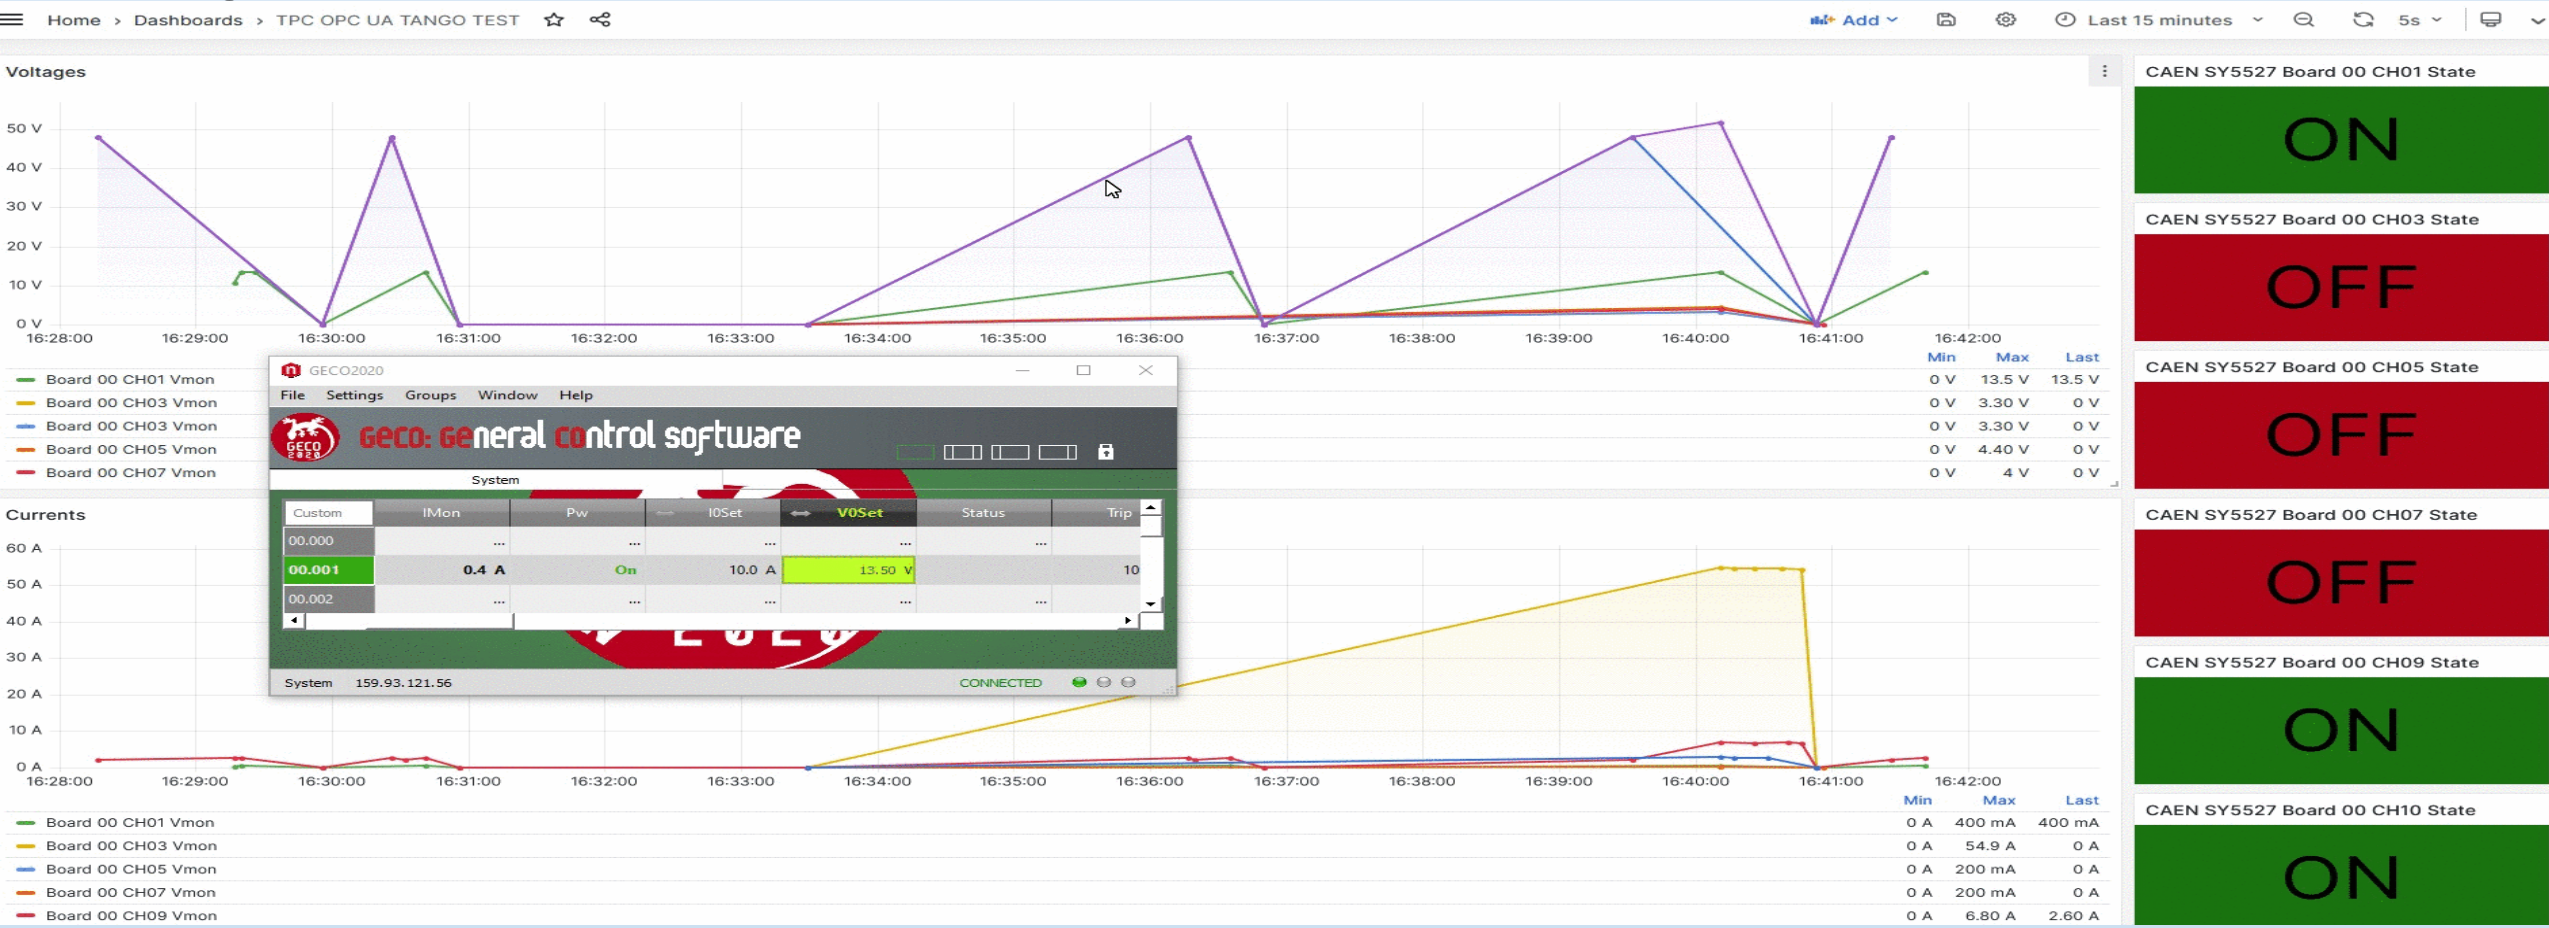 Home › Dashboards › TPC OPC UA TANGO TEST
Add
Last 15 minutes
5s
Voltages
50 V
40 V
30 V
20 V
10 V
0 V
16:28:00 16:29:00 16:30:00 16:31:00 16:32:00 16:33:00 16:34:00 16:35:00 16:36:00 16:37:00 16:38:00 16:39:00 16:40:00 16:41:00 16:42:00
Min Max Last
Board 00 CH01 Vmon 0 V 13.5 V 13.5 V
Board 00 CH03 Vmon 0 V 3.30 V 0 V
Board 00 CH03 Vmon 0 V 3.30 V 0 V
Board 00 CH05 Vmon 0 V 4.40 V 0 V
Board 00 CH07 Vmon 0 V 4 V 0 V
GECO2020
File Settings Groups Window Help
GECO 2020
GECO: GEneral COntrol software
System
Custom IMon Pw I0Set V0Set Status Trip
00.000 ... ... ... ... ...
00.001 0.4 A On 10.0 A 13.50 V 10
00.002 ... ... ... ... ...
2020
System 159.93.121.56 CONNECTED
Currents
60 A
50 A
40 A
30 A
20 A
10 A
0 A
16:28:00 16:29:00 16:30:00 16:31:00 16:32:00 16:33:00 16:34:00 16:35:00 16:36:00 16:37:00 16:38:00 16:39:00 16:40:00 16:41:00 16:42:00
Min Max Last
Board 00 CH01 Vmon 0 A 400 mA 400 mA
Board 00 CH03 Vmon 0 A 54.9 A 0 A
Board 00 CH05 Vmon 0 A 200 mA 0 A
Board 00 CH07 Vmon 0 A 200 mA 0 A
Board 00 CH09 Vmon 0 A 6.80 A 2.60 A
CAEN SY5527 Board 00 CH01 State
ON
CAEN SY5527 Board 00 CH03 State
OFF
CAEN SY5527 Board 00 CH05 State
OFF
CAEN SY5527 Board 00 CH07 State
OFF
CAEN SY5527 Board 00 CH09 State
ON
CAEN SY5527 Board 00 CH10 State
ON